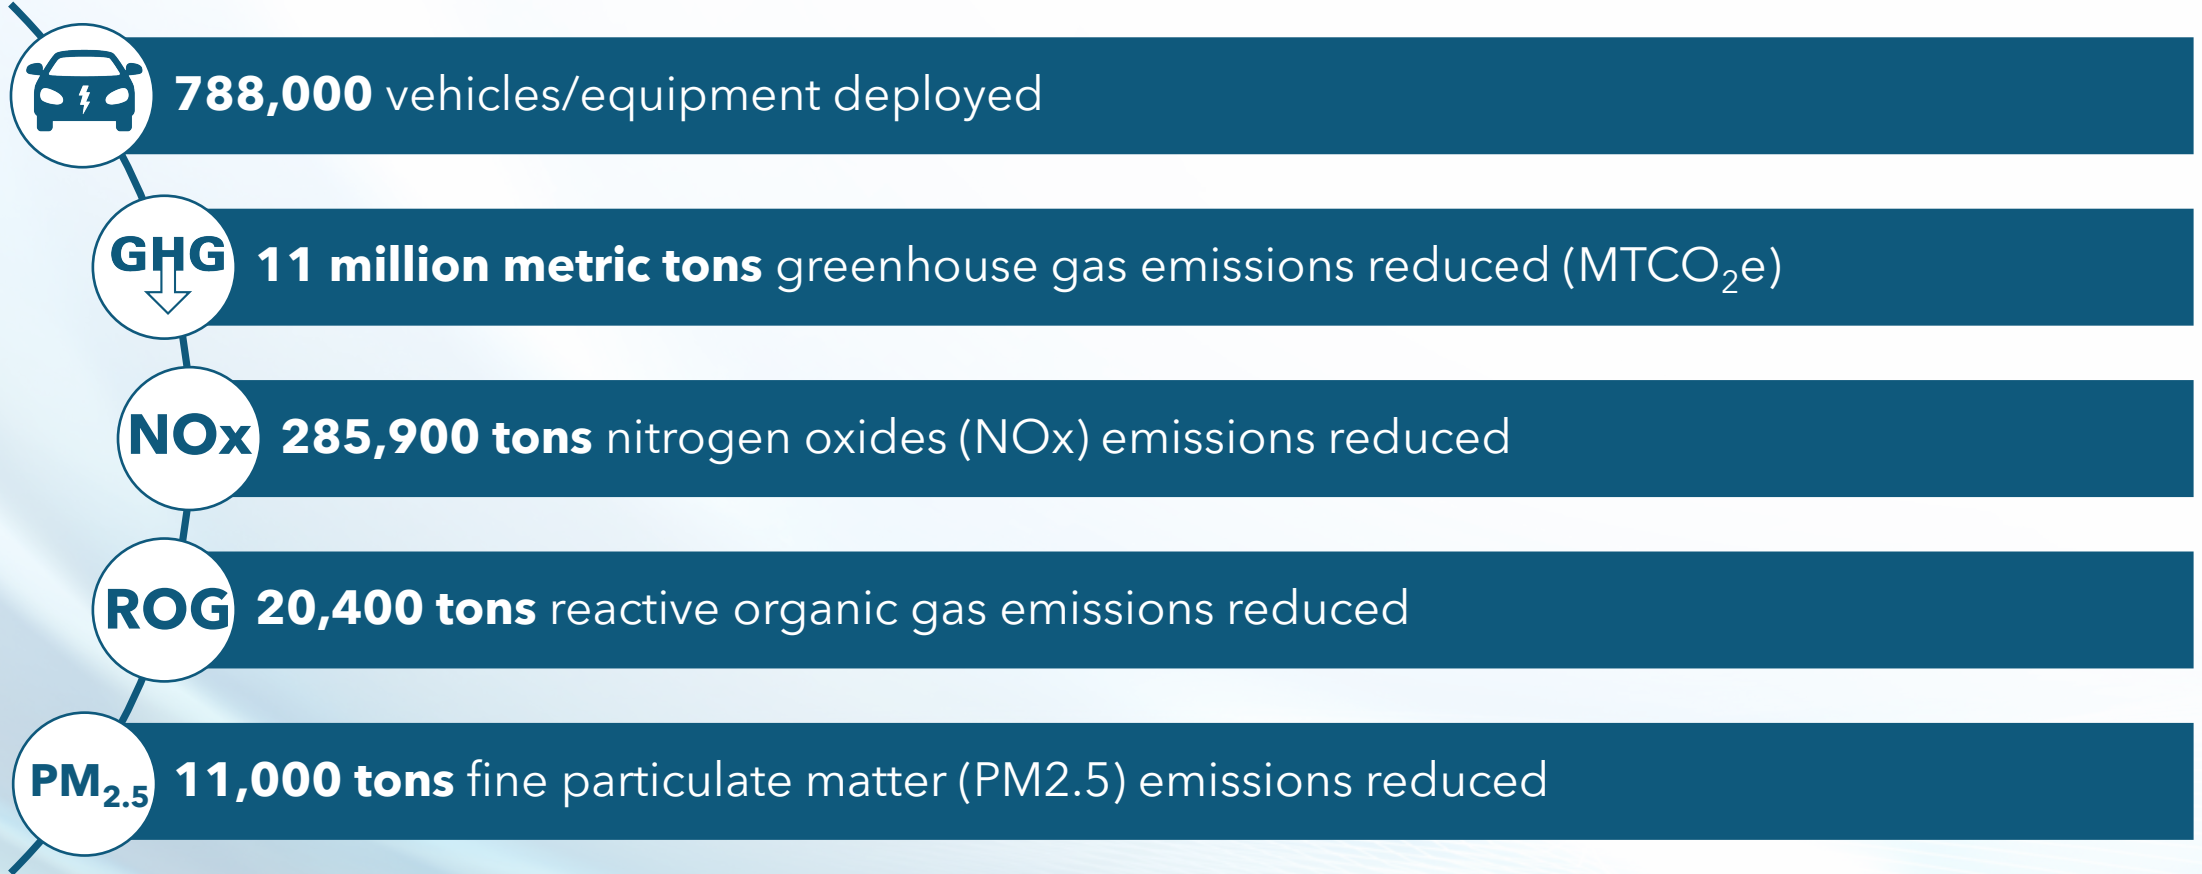 788,000 vehicles/equipment deployed
GHG
11 million metric tons greenhouse gas emissions reduced (MTCO₂e)
NOx
285,900 tons nitrogen oxides (NOx) emissions reduced
ROG
20,400 tons reactive organic gas emissions reduced
PM₂.₅
11,000 tons fine particulate matter (PM2.5) emissions reduced